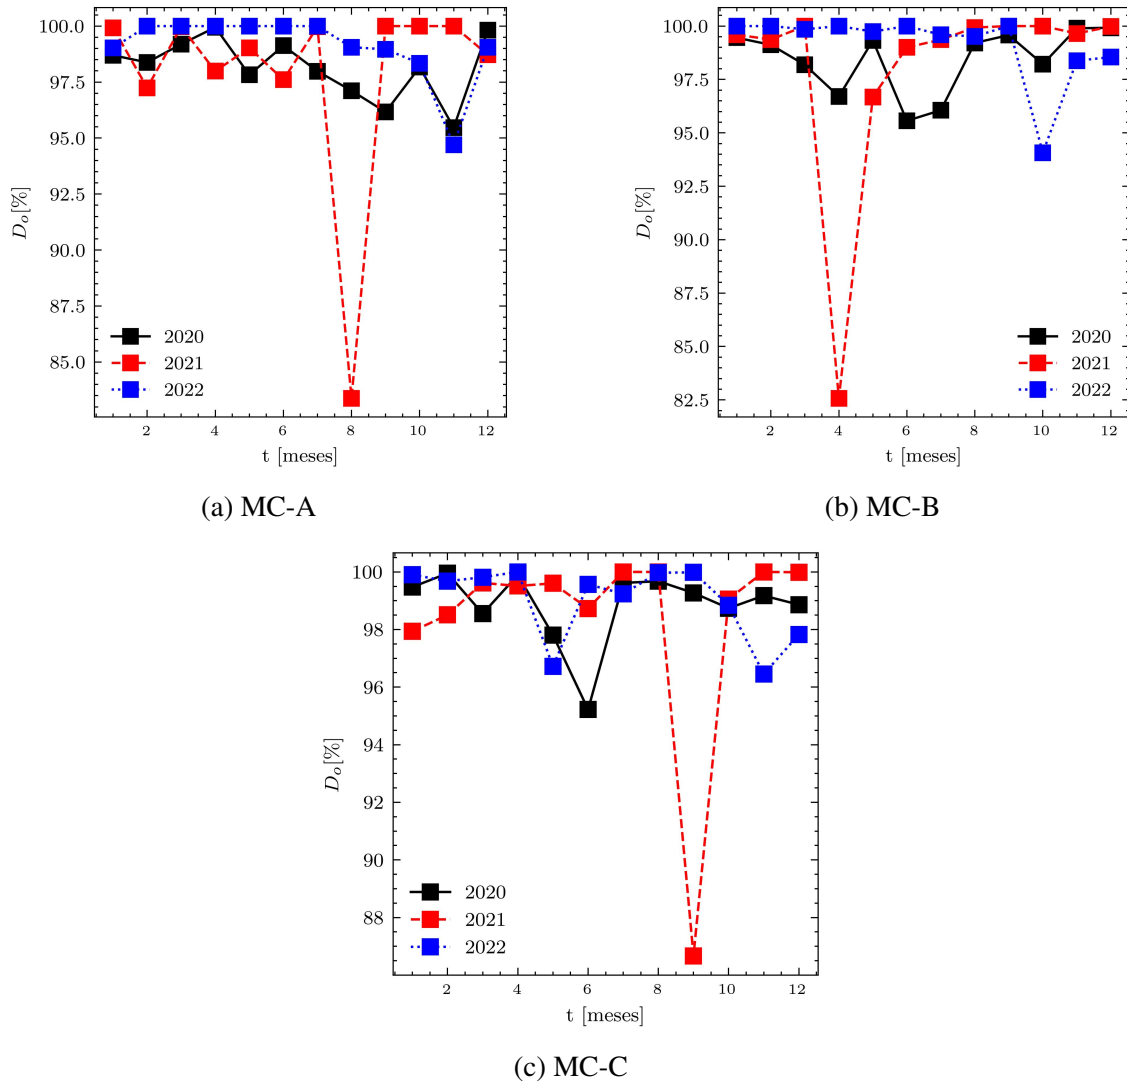 100.0
97.5
95.0
92.5
90.0
87.5
85.0
D_o[%]
2020
2021
2022
2 4 6 8 10 12
t [meses]
(a) MC-A
100.0
97.5
95.0
92.5
90.0
87.5
85.0
82.5
D_o[%]
2020
2021
2022
2 4 6 8 10 12
t [meses]
(b) MC-B
100
98
96
94
92
90
88
D_o[%]
2020
2021
2022
2 4 6 8 10 12
t [meses]
(c) MC-C